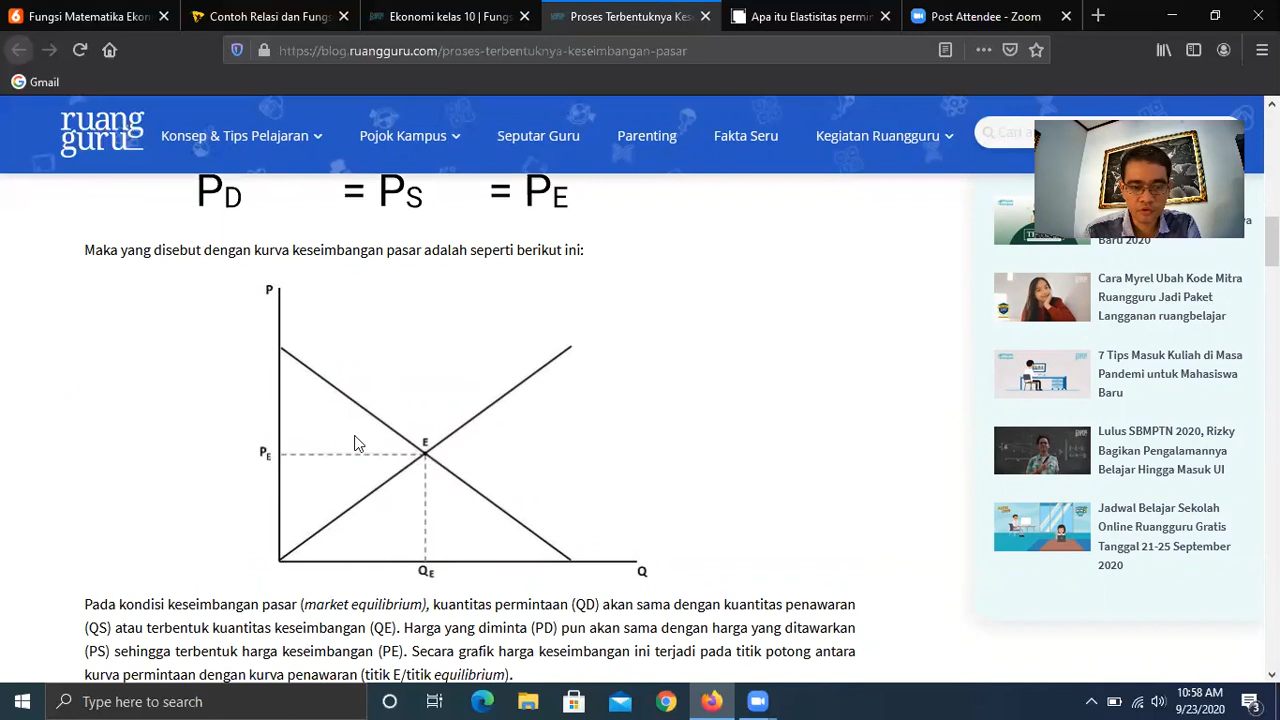 Fungsi Matematika Ekon
Contoh Relasi dan Fungs
Ekonomi kelas 10 | Fungs
Proses Terbentuknya Kese
Apa itu Elastisitas permin
Post Attendee - Zoom
https://blog.ruangguru.com/proses-terbentuknya-keseimbangan-pasar
Gmail
ruang
guru
Konsep & Tips Pelajaran
Pojok Kampus
Seputar Guru
Parenting
Fakta Seru
Kegiatan Ruangguru
Cari
PD = PS = PE
Maka yang disebut dengan kurva keseimbangan pasar adalah seperti berikut ini:
P
E
PE
QE
Q
Pada kondisi keseimbangan pasar (market equilibrium), kuantitas permintaan (QD) akan sama dengan kuantitas penawaran
(QS) atau terbentuk kuantitas keseimbangan (QE). Harga yang diminta (PD) pun akan sama dengan harga yang ditawarkan
(PS) sehingga terbentuk harga keseimbangan (PE). Secara grafik harga keseimbangan ini terjadi pada titik potong antara
kurva permintaan dengan kurva penawaran (titik E/titik equilibrium).
Baru 2020
Cara Myrel Ubah Kode Mitra
Ruangguru Jadi Paket
Langganan ruangbelajar
7 Tips Masuk Kuliah di Masa
Pandemi untuk Mahasiswa
Baru
Lulus SBMPTN 2020, Rizky
Bagikan Pengalamannya
Belajar Hingga Masuk UI
Jadwal Belajar Sekolah
Online Ruangguru Gratis
Tanggal 21-25 September
2020
Type here to search
10:58 AM
9/23/2020
3